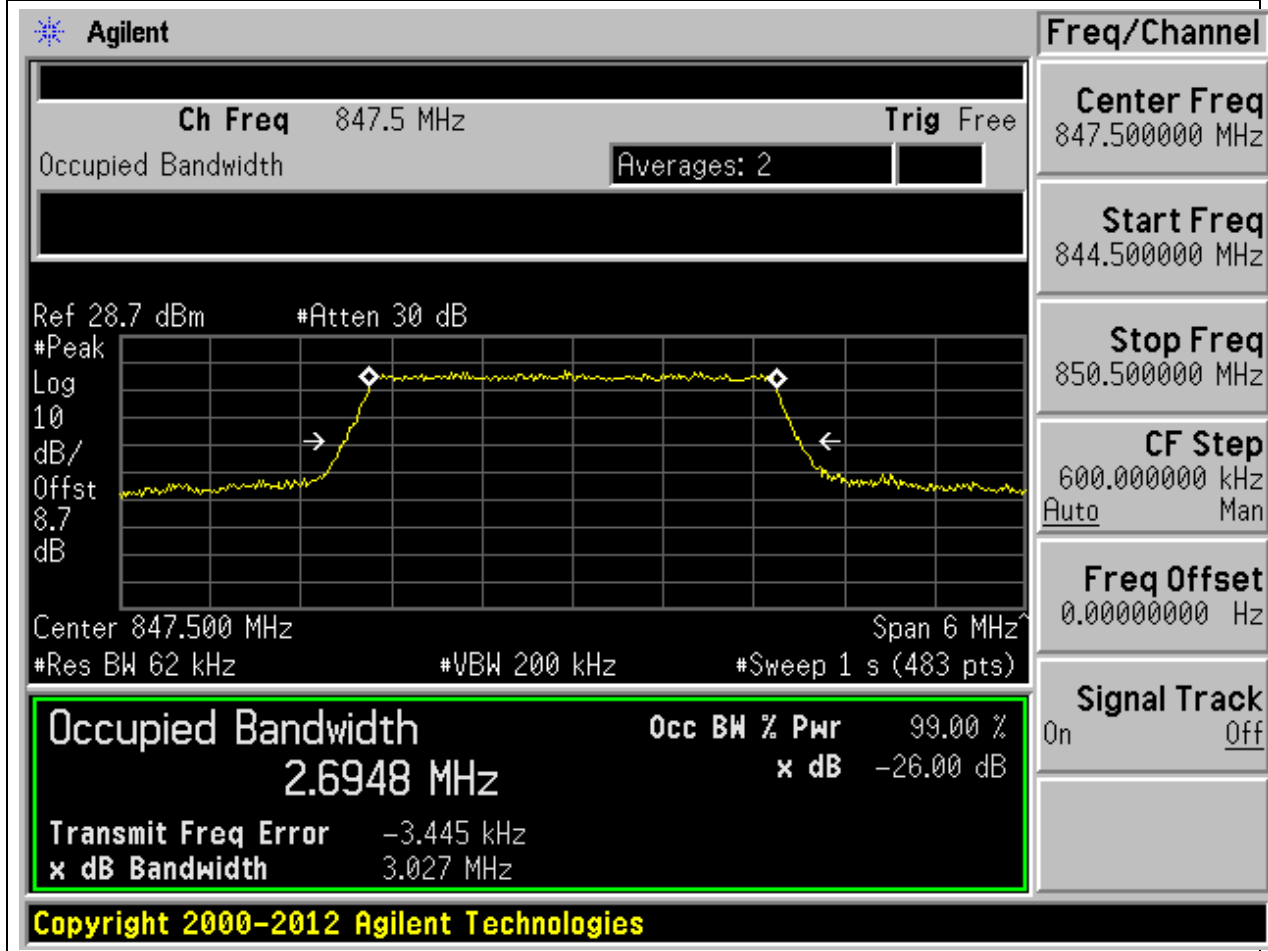 Agilent
Freq/Channel
Ch Freq 847.5 MHz Trig Free
Occupied Bandwidth Averages: 2
Center Freq
847.500000 MHz
Start Freq
844.500000 MHz
Stop Freq
850.500000 MHz
CF Step
600.000000 kHz
Auto Man
Freq Offset
0.00000000 Hz
Signal Track
On Off
Ref 28.7 dBm #Atten 30 dB
#Peak
Log
10
dB/
Offst
8.7
dB
Center 847.500 MHz Span 6 MHz^
#Res BW 62 kHz #VBW 200 kHz #Sweep 1 s (483 pts)
Occupied Bandwidth Occ BW % Pwr 99.00 %
2.6948 MHz x dB -26.00 dB
Transmit Freq Error -3.445 kHz
x dB Bandwidth 3.027 MHz
Copyright 2000-2012 Agilent Technologies